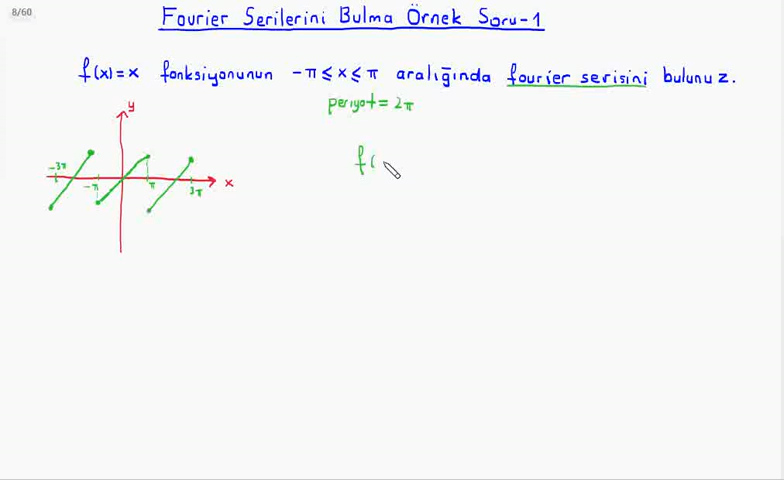 8/60
Fourier Serilerini Bulma Örnek Soru-1
f(x)=x fonksiyonunun -π≤x≤π aralığında fourier serisini bulunuz.
periyot=2π
y
f(
-3π
-π
π
3π
x